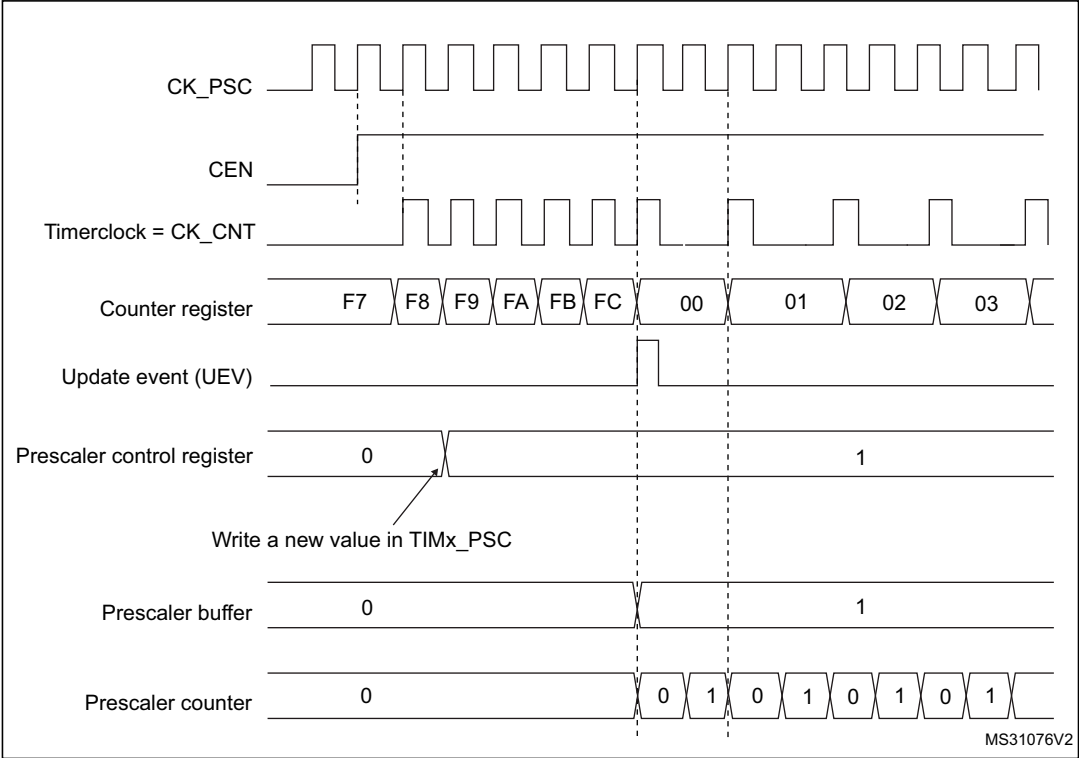 CK_PSC
CEN
Timerclock = CK_CNT
Counter register F7 F8 F9 FA FB FC 00 01 02 03
Update event (UEV)
Prescaler control register 0 1
Write a new value in TIMx_PSC
Prescaler buffer 0 1
Prescaler counter 0 0 1 0 1 0 1 0 1
MS31076V2